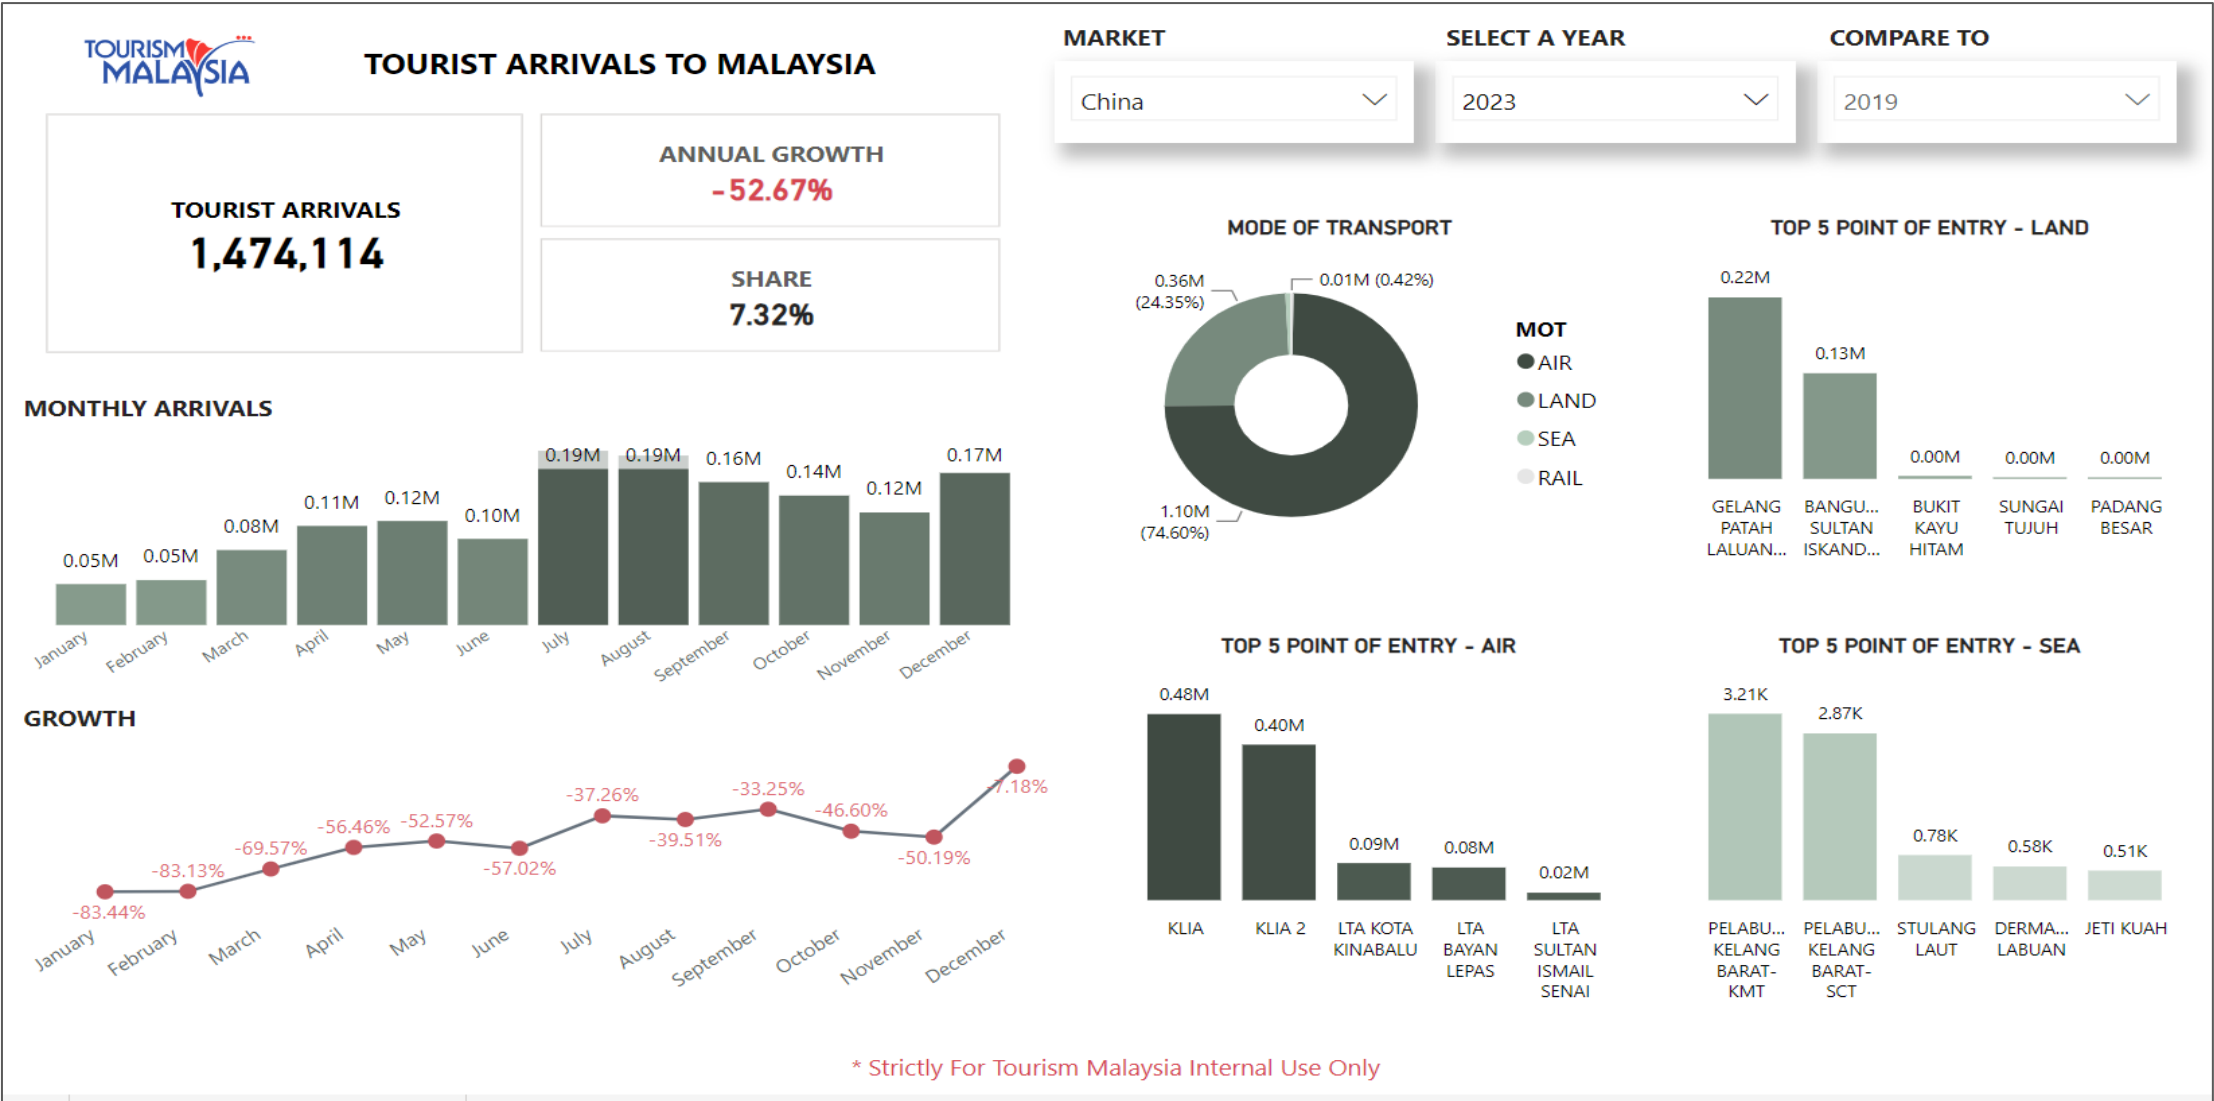 TOURISM
MALAYSIA
TOURIST ARRIVALS TO MALAYSIA
MARKET
China
SELECT A YEAR
2023
COMPARE TO
2019
TOURIST ARRIVALS
1,474,114
ANNUAL GROWTH
-52.67%
SHARE
7.32%
MONTHLY ARRIVALS
0.05M
0.05M
0.08M
0.11M
0.12M
0.10M
0.19M
0.19M
0.16M
0.14M
0.12M
0.17M
January
February
March
April
May
June
July
August
September
October
November
December
GROWTH
-83.44%
-83.13%
-69.57%
-56.46%
-52.57%
-57.02%
-37.26%
-39.51%
-33.25%
-46.60%
-50.19%
-7.18%
January
February
March
April
May
June
July
August
September
October
November
December
MODE OF TRANSPORT
0.36M
(24.35%)
0.01M (0.42%)
1.10M
(74.60%)
MOT
AIR
LAND
SEA
RAIL
TOP 5 POINT OF ENTRY - LAND
0.22M
0.13M
0.00M
0.00M
0.00M
GELANG
PATAH
LALUAN...
BANGU...
SULTAN
ISKAND...
BUKIT
KAYU
HITAM
SUNGAI
TUJUH
PADANG
BESAR
TOP 5 POINT OF ENTRY - AIR
0.48M
0.40M
0.09M
0.08M
0.02M
KLIA
KLIA 2
LTA KOTA
KINABALU
LTA
BAYAN
LEPAS
LTA
SULTAN
ISMAIL
SENAI
TOP 5 POINT OF ENTRY - SEA
3.21K
2.87K
0.78K
0.58K
0.51K
PELABU...
KELANG
BARAT-
KMT
PELABU...
KELANG
BARAT-
SCT
STULANG
LAUT
DERMA...
LABUAN
JETI KUAH
* Strictly For Tourism Malaysia Internal Use Only